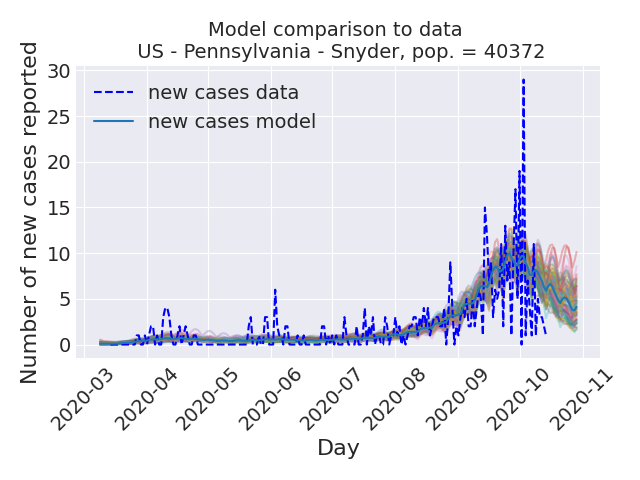 Model comparison to data
US - Pennsylvania - Snyder, pop. = 40372
Number of new cases reported
30
25
20
15
10
5
0
new cases data
new cases model
2020-03
2020-04
2020-05
2020-06
2020-07
2020-08
2020-09
2020-10
2020-11
Day